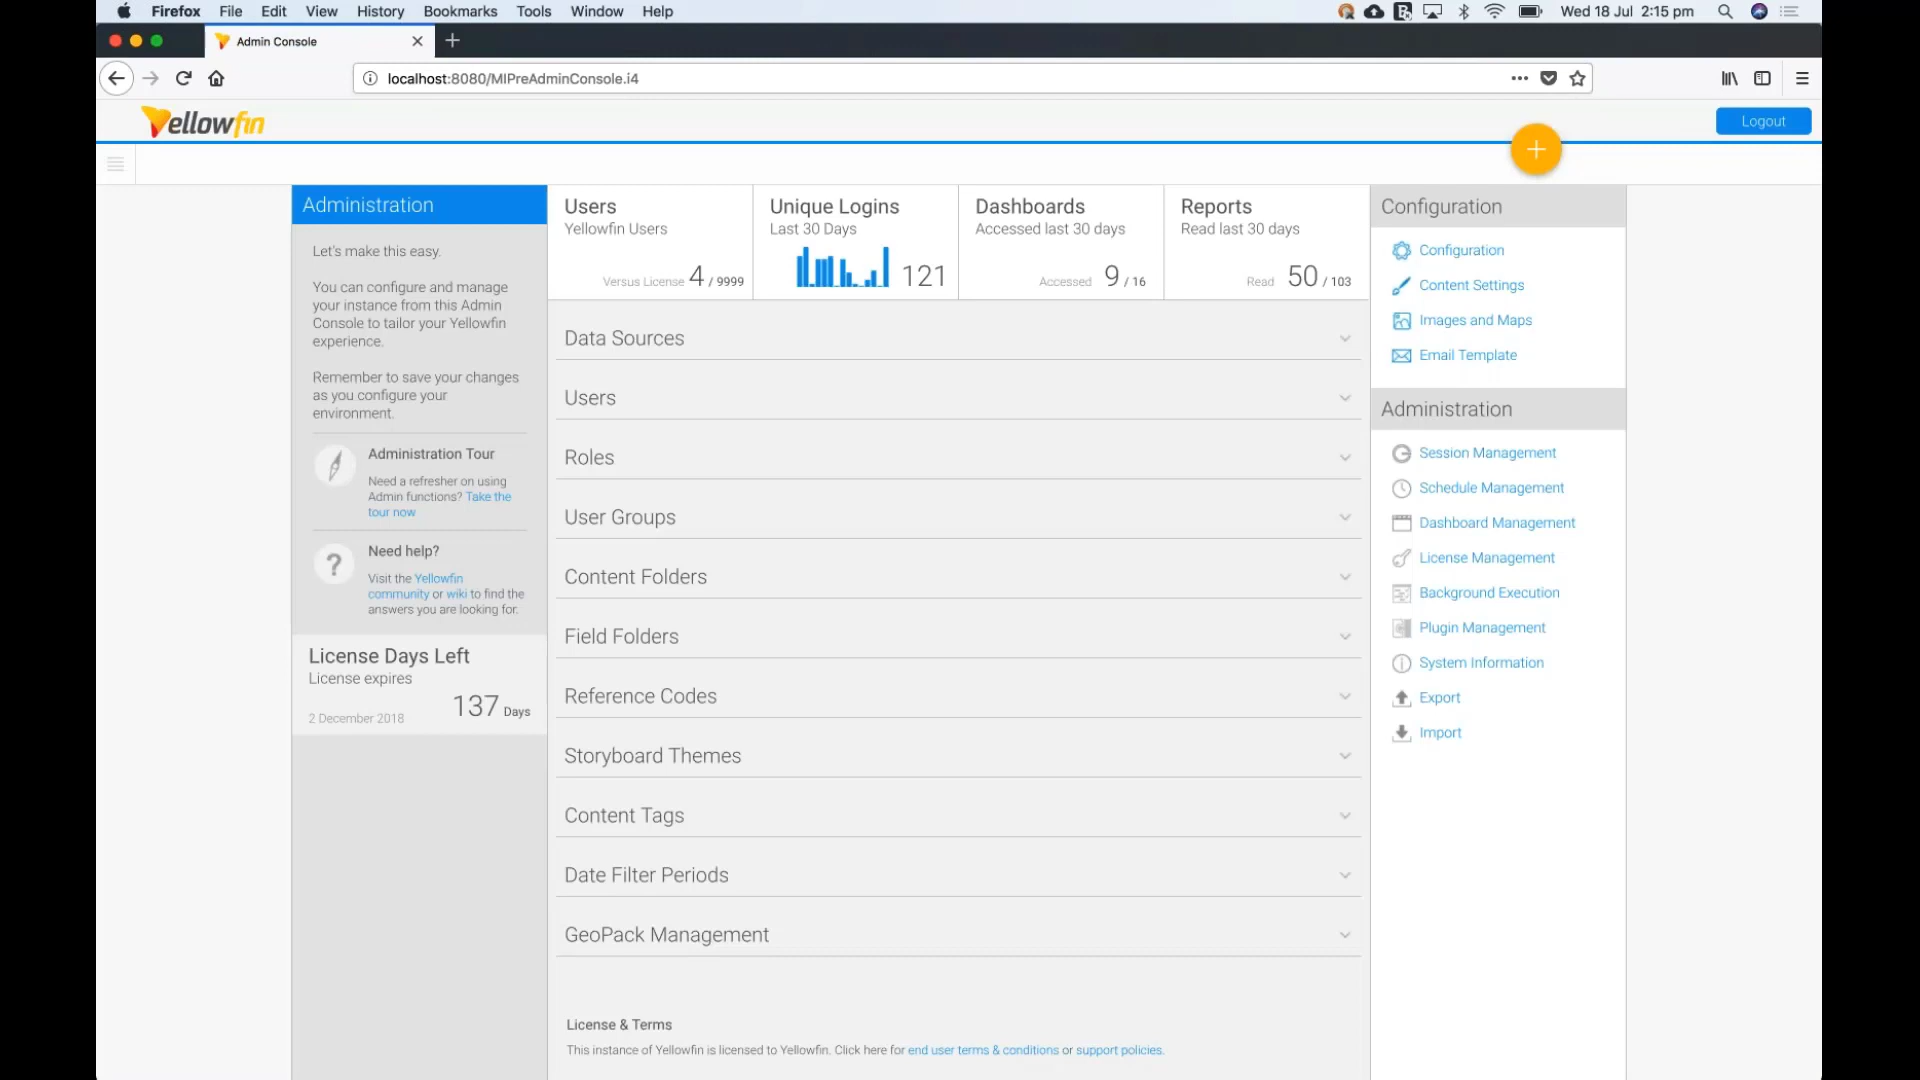 Firefox File Edit View History Bookmarks Tools Window Help
Wed 18 Jul 2:15 pm
Admin Console
localhost:8080/MIPreAdminConsole.i4
Yellowfin
Logout
Administration
Let's make this easy.
You can configure and manage
your instance from this Admin
Console to tailor your Yellowfin
experience.
Remember to save your changes
as you configure your
environment.
Administration Tour
Need a refresher on using
Admin functions? Take the
tour now
Need help?
Visit the Yellowfin
community or wiki to find the
answers you are looking for.
License Days Left
License expires
2 December 2018
137 Days
Users
Yellowfin Users
Versus License 4 / 9999
Unique Logins
Last 30 Days
121
Dashboards
Accessed last 30 days
Accessed 9 / 16
Reports
Read last 30 days
Read 50 / 103
Data Sources
Users
Roles
User Groups
Content Folders
Field Folders
Reference Codes
Storyboard Themes
Content Tags
Date Filter Periods
GeoPack Management
License & Terms
This instance of Yellowfin is licensed to Yellowfin. Click here for end user terms & conditions or support policies.
Configuration
Configuration
Content Settings
Images and Maps
Email Template
Administration
Session Management
Schedule Management
Dashboard Management
License Management
Background Execution
Plugin Management
System Information
Export
Import